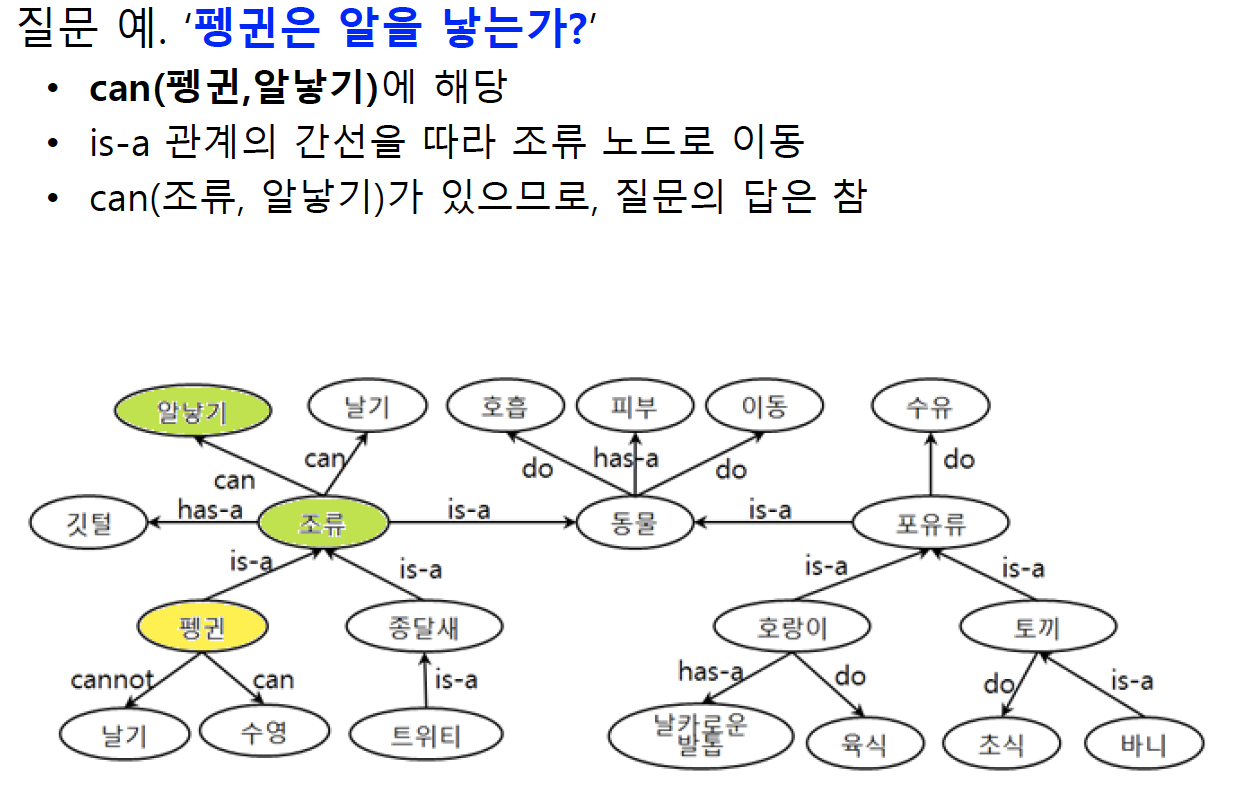 질문 예. ‘펭귄은 알을 낳는가?’
• can(펭귄,알낳기)에 해당
• is-a 관계의 간선을 따라 조류 노드로 이동
• can(조류, 알낳기)가 있으므로, 질문의 답은 참
알낳기 날기 호흡 피부 이동 수유
can can do has-a do do
깃털 has-a 조류 is-a 동물 is-a 포유류
is-a is-a is-a is-a
펭귄 종달새 호랑이 토끼
cannot can is-a has-a do do is-a
날기 수영 트위티 날카로운 육식 초식 바니
발톱